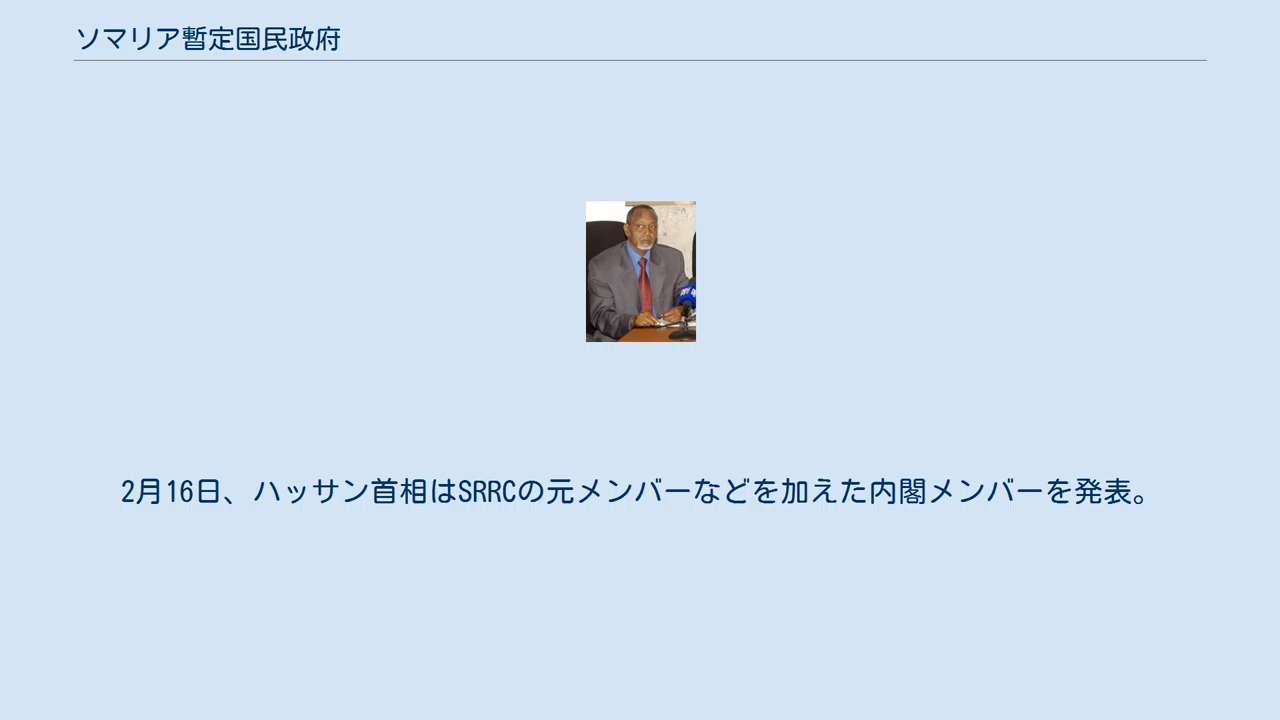 ソマリア暫定国民政府
2月16日、ハッサン首相はSRRCの元メンバーなどを加えた内閣メンバーを発表。